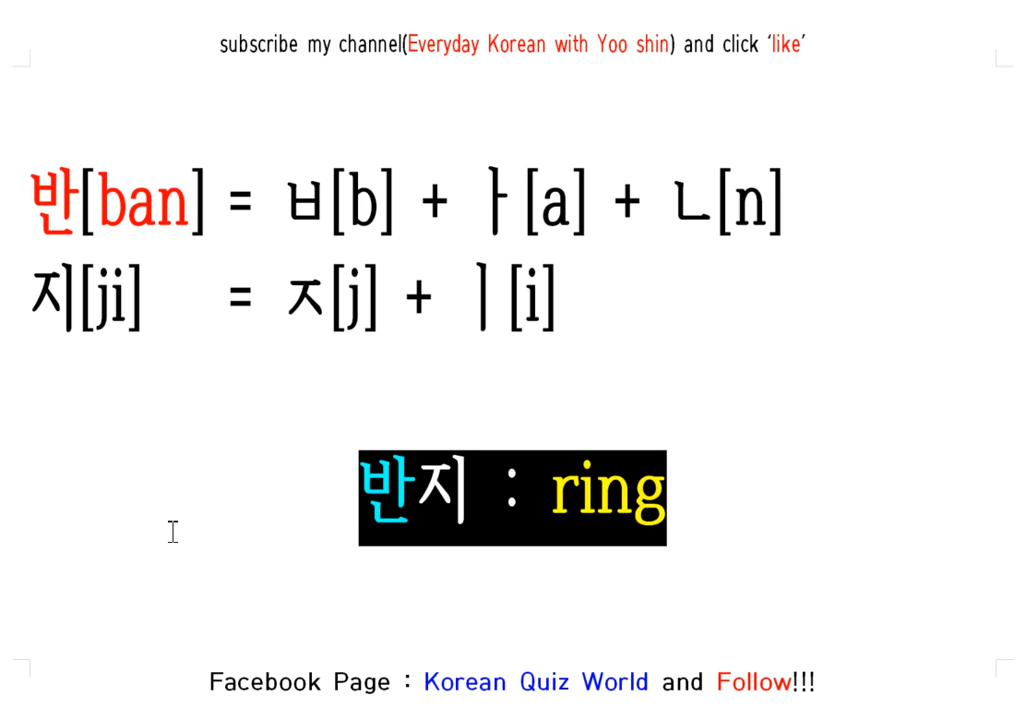 subscribe my channel(Everyday Korean with Yoo shin) and click ‘like’
반[ban] = ㅂ[b] + ㅏ[a] + ㄴ[n]
지[ji] = ㅈ[j] + ㅣ[i]
반지 : ring
Facebook Page : Korean Quiz World and Follow!!!